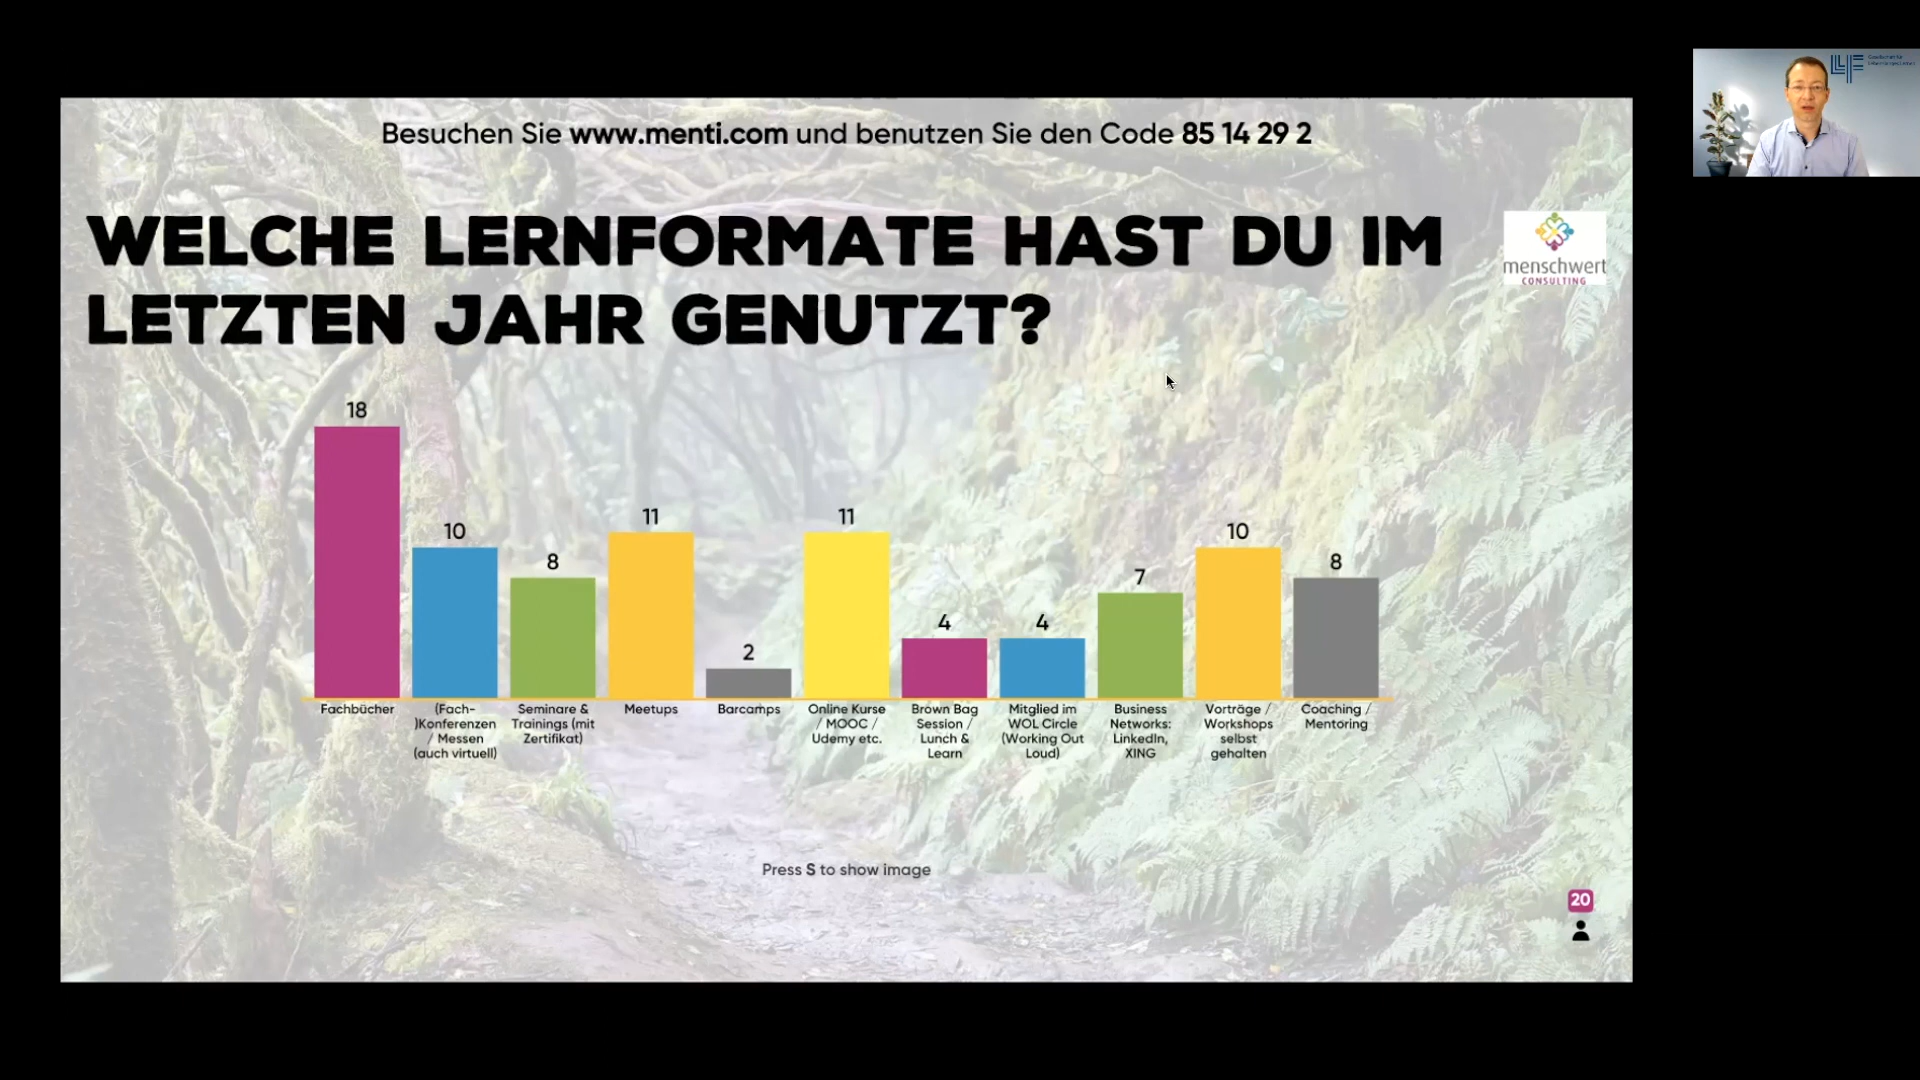 Besuchen Sie www.menti.com und benutzen Sie den Code 85 14 29 2
WELCHE LERNFORMATE HAST DU IM
LETZTEN JAHR GENUTZT?
menschwert
CONSULTING
18
10
8
11
2
11
4
4
7
10
8
Fachbücher
(Fach-
)Konferenzen
/ Messen
(auch virtuell)
Seminare &
Trainings (mit
Zertifikat)
Meetups
Barcamps
Online Kurse
/ MOOC /
Udemy etc.
Brown Bag
Session /
Lunch &
Learn
Mitglied im
WOL Circle
(Working Out
Loud)
Business
Networks:
LinkedIn,
XING
Vorträge /
Workshops
selbst
gehalten
Coaching /
Mentoring
Press S to show image
20